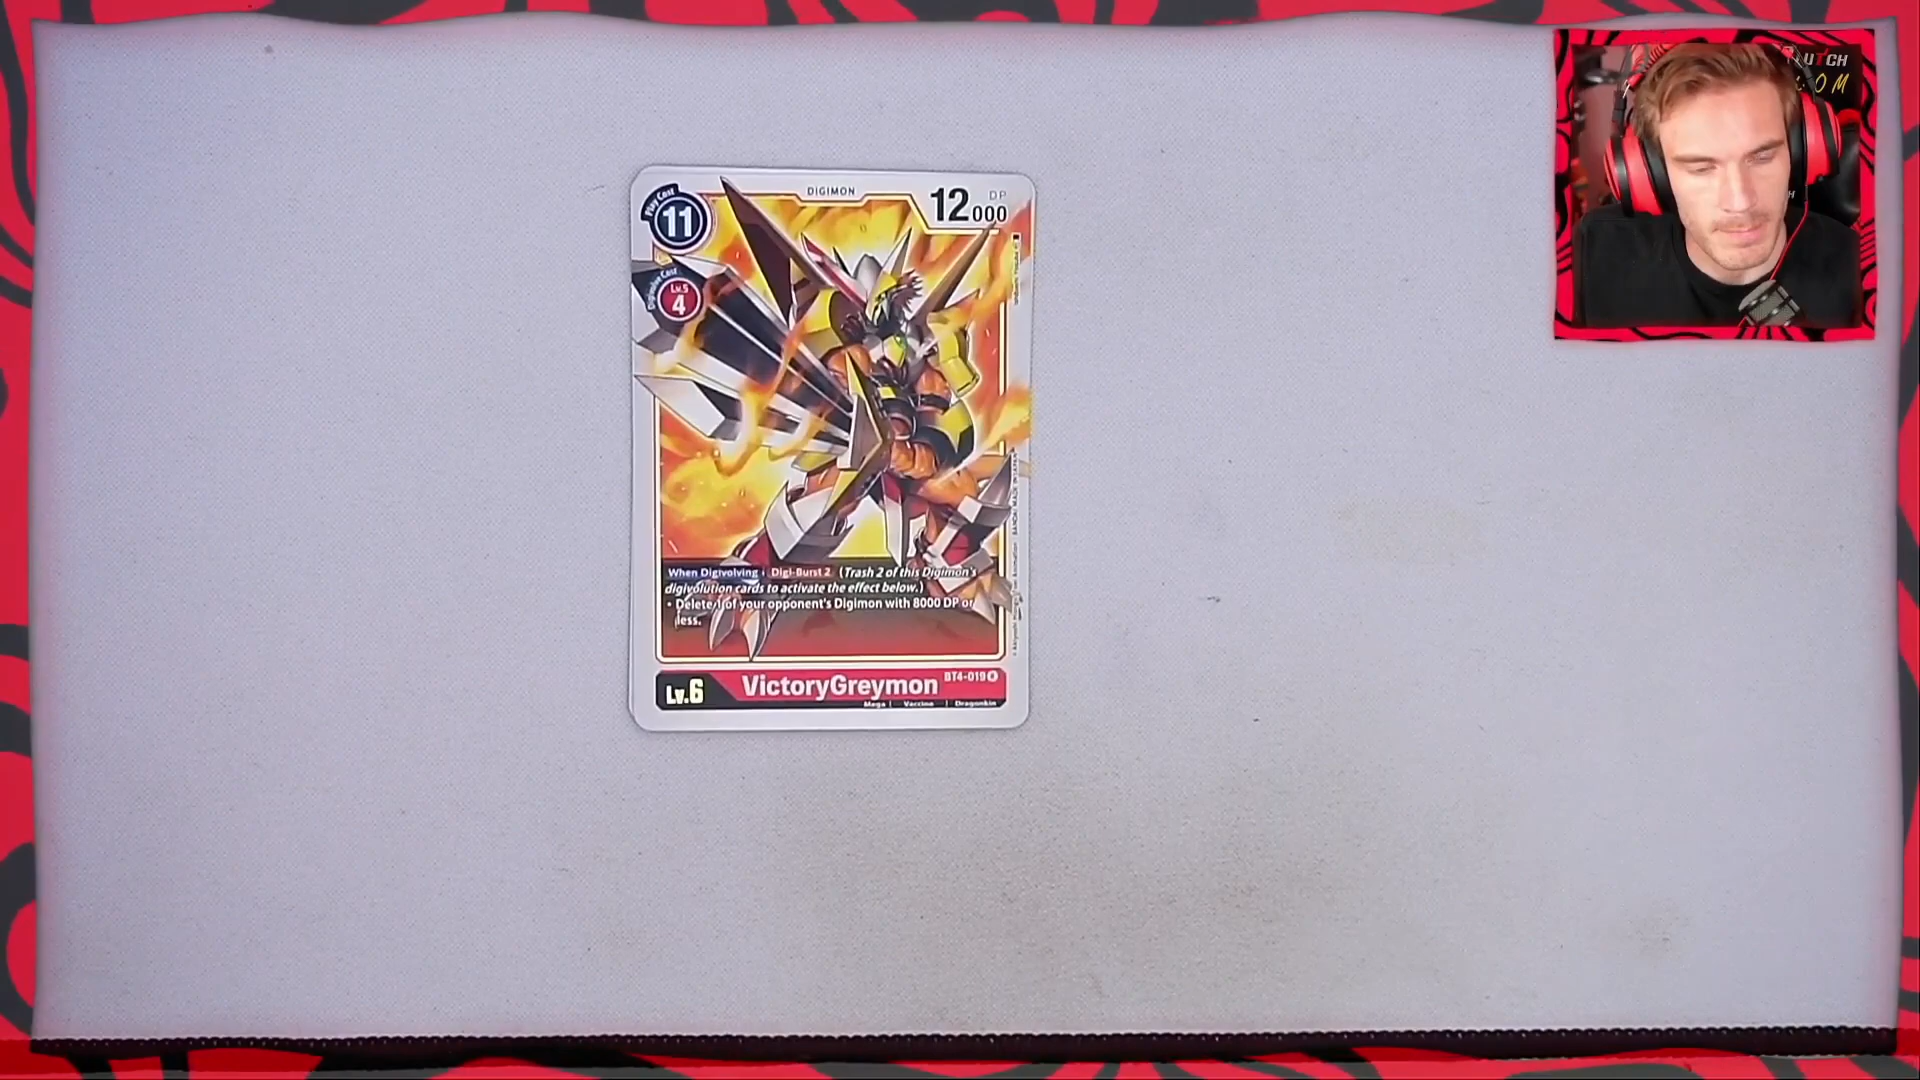 DIGIMON
Play Cost
11
12000
DP
Digivolve Cost
Lv.5
4
When Digivolving Digi-Burst 2 (Trash 2 of this Digimon's
digivolution cards to activate the effect below.)
• Delete 1 of your opponent's Digimon with 8000 DP or
less.
Lv.6
VictoryGreymon
BT4-019 R
Mega | Vaccine | Dragonkin
LUTCH
OM